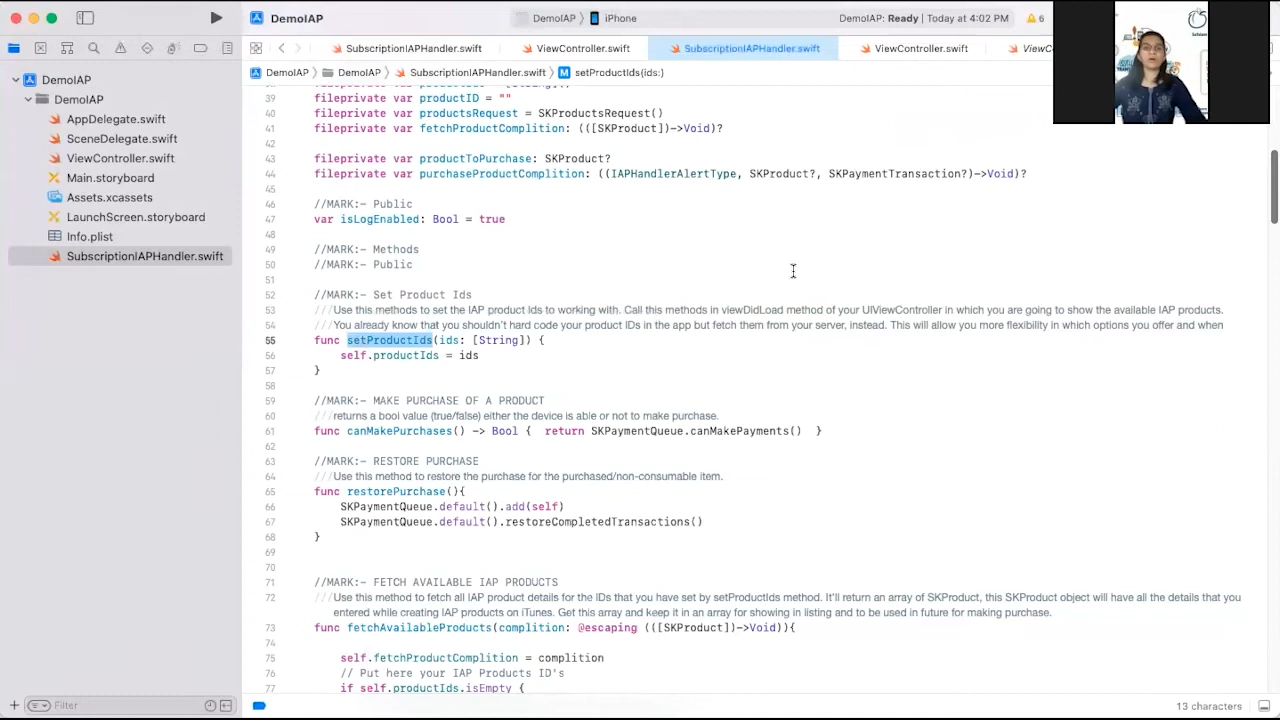 DemoIAP
DemoIAP
iPhone
DemoIAP: Ready | Today at 4:02 PM
6
SubscriptionIAPHandler.swift
ViewController.swift
SubscriptionIAPHandler.swift
ViewController.swift
DemoIAP
DemoIAP
SubscriptionIAPHandler.swift
M
setProductIds(ids:)
DemoIAP
DemoIAP
AppDelegate.swift
SceneDelegate.swift
ViewController.swift
Main.storyboard
Assets.xcassets
LaunchScreen.storyboard
Info.plist
SubscriptionIAPHandler.swift
39 fileprivate var productID = ""
40 fileprivate var productsRequest = SKProductsRequest()
41 fileprivate var fetchProductComplition: (([SKProduct])->Void)?
42
43 fileprivate var productToPurchase: SKProduct?
44 fileprivate var purchaseProductComplition: ((IAPHandlerAlertType, SKProduct?, SKPaymentTransaction?)->Void)?
45
46 //MARK:- Public
47 var isLogEnabled: Bool = true
48
49 //MARK:- Methods
50 //MARK:- Public
51
52 //MARK:- Set Product Ids
53 ///Use this methods to set the IAP product Ids to working with. Call this methods in viewDidLoad method of your UIViewController in which you are going to show the available IAP products.
54 ///You already know that you shouldn't hard code your product IDs in the app but fetch them from your server, instead. This will allow you more flexibility in which options you offer and when
55 func setProductIds(ids: [String]) {
56 self.productIds = ids
57 }
58
59 //MARK:- MAKE PURCHASE OF A PRODUCT
60 ///returns a bool value (true/false) either the device is able or not to make purchase.
61 func canMakePurchases() -> Bool {  return SKPaymentQueue.canMakePayments()  }
62
63 //MARK:- RESTORE PURCHASE
64 ///Use this method to restore the purchase for the purchased/non-consumable item.
65 func restorePurchase(){
66 SKPaymentQueue.default().add(self)
67 SKPaymentQueue.default().restoreCompletedTransactions()
68 }
69
70
71 //MARK:- FETCH AVAILABLE IAP PRODUCTS
72 ///Use this method to fetch all IAP product details for the IDs that you have set by setProductIds method. It'll return an array of SKProduct, this SKProduct object will have all the details that you
entered while creating IAP products on iTunes. Get this array and keep it in an array for showing in listing and to be used in future for making purchase.
73 func fetchAvailableProducts(complition: @escaping (([SKProduct])->Void)){
74
75 self.fetchProductComplition = complition
76 // Put here your IAP Products ID's
77 if self.productIds.isEmpty {
Filter
13 characters